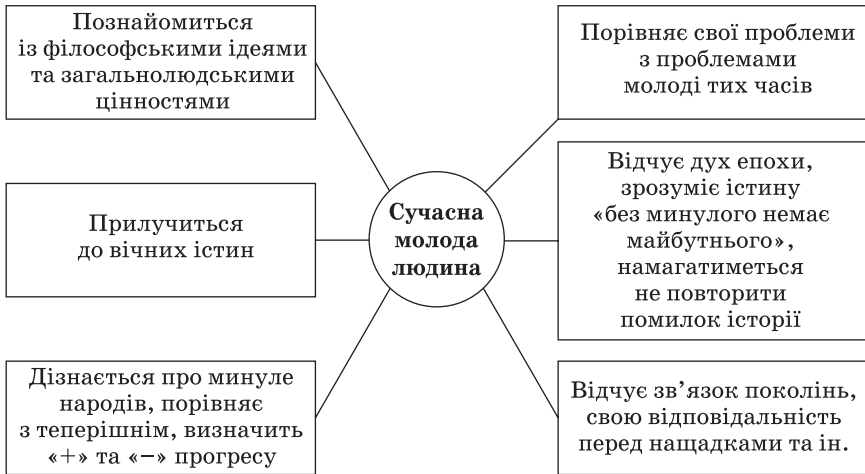 Познайомиться
із філософськими ідеями
та загальнолюдськими
цінностями
Порівняє свої проблеми
з проблемами
молоді тих часів
Прилучиться
до вічних істин
Сучасна
молода
людина
Відчує дух епохи,
зрозуміє істину
«без минулого немає
майбутнього»,
намагатиметься
не повторити
помилок історії
Дізнається про минуле
народів, порівняє
з теперішнім, визначить
«+» та «−» прогресу
Відчує зв’язок поколінь,
свою відповідальність
перед нащадками та ін.